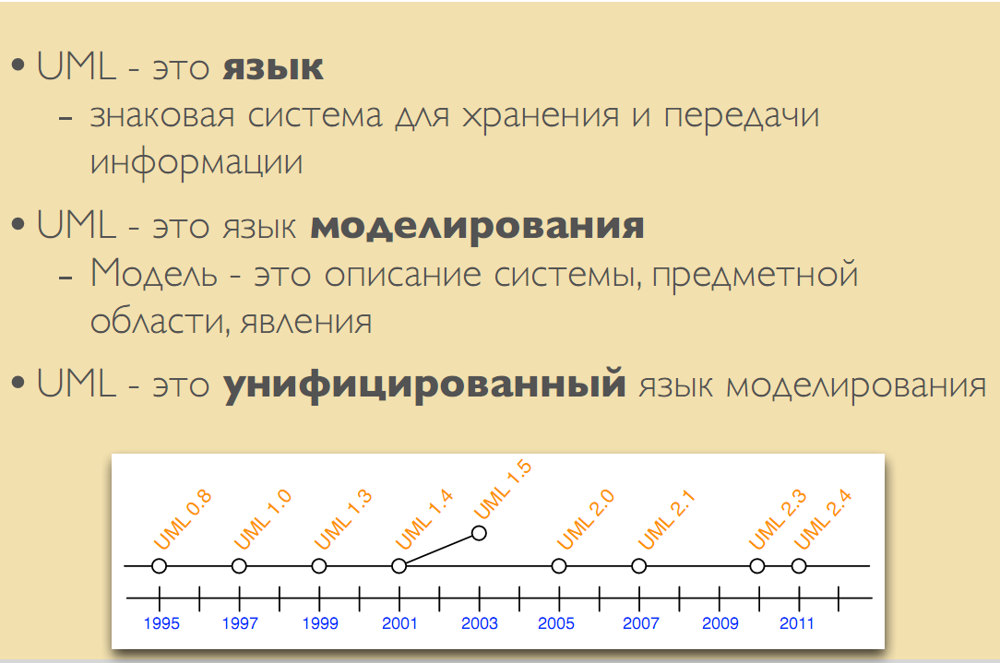 • UML - это язык
- знаковая система для хранения и передачи
информации
• UML - это язык моделирования
- Модель - это описание системы, предметной
области, явления
• UML - это унифицированный язык моделирования
UML 0.8
UML 1.0
UML 1.3
UML 1.4
UML 1.5
UML 2.0
UML 2.1
UML 2.3
UML 2.4
1995 1997 1999 2001 2003 2005 2007 2009 2011